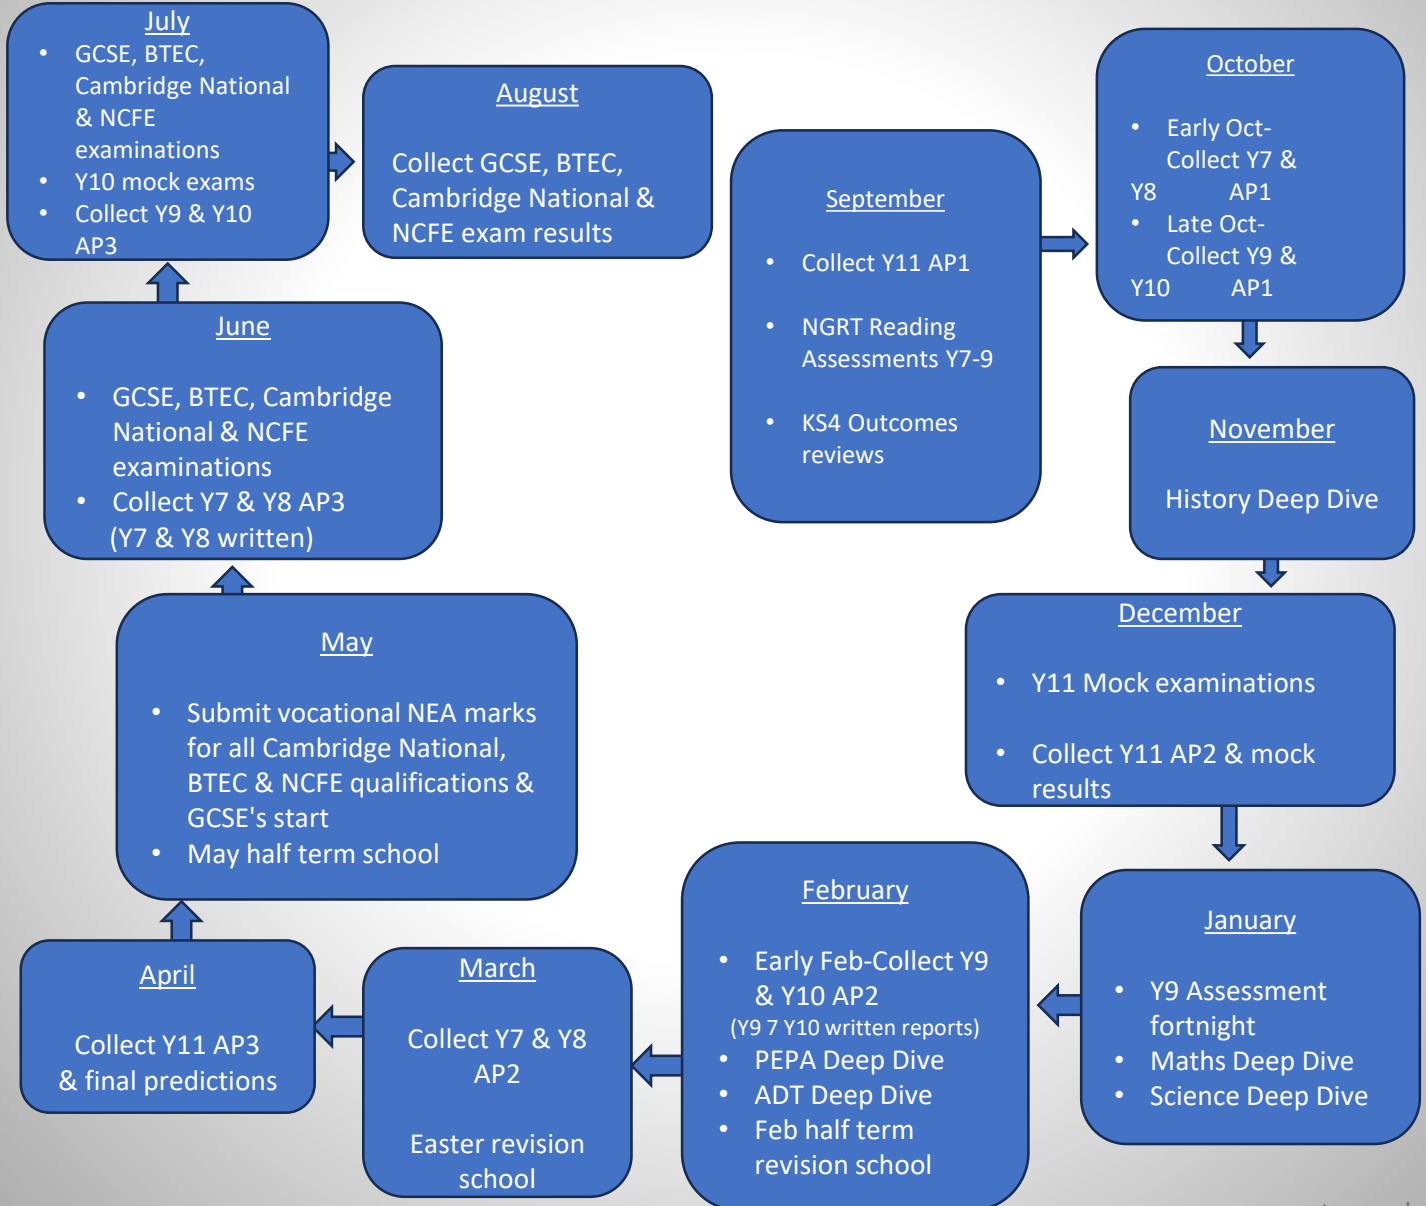 July
• GCSE, BTEC,
Cambridge National
& NCFE
examinations
• Y10 mock exams
• Collect Y9 & Y10
AP3
August
Collect GCSE, BTEC,
Cambridge National &
NCFE exam results
September
• Collect Y11 AP1
• NGRT Reading
Assessments Y7-9
• KS4 Outcomes
reviews
October
• Early Oct-
Collect Y7 &
Y8 AP1
• Late Oct-
Collect Y9 &
Y10 AP1
November
History Deep Dive
December
• Y11 Mock examinations
• Collect Y11 AP2 & mock
results
January
• Y9 Assessment
fortnight
• Maths Deep Dive
• Science Deep Dive
February
• Early Feb-Collect Y9
& Y10 AP2
(Y9 7 Y10 written reports)
• PEPA Deep Dive
• ADT Deep Dive
• Feb half term
revision school
March
Collect Y7 & Y8
AP2
Easter revision
school
April
Collect Y11 AP3
& final predictions
May
• Submit vocational NEA marks
for all Cambridge National,
BTEC & NCFE qualifications &
GCSE's start
• May half term school
June
• GCSE, BTEC, Cambridge
National & NCFE
examinations
• Collect Y7 & Y8 AP3
(Y7 & Y8 written)